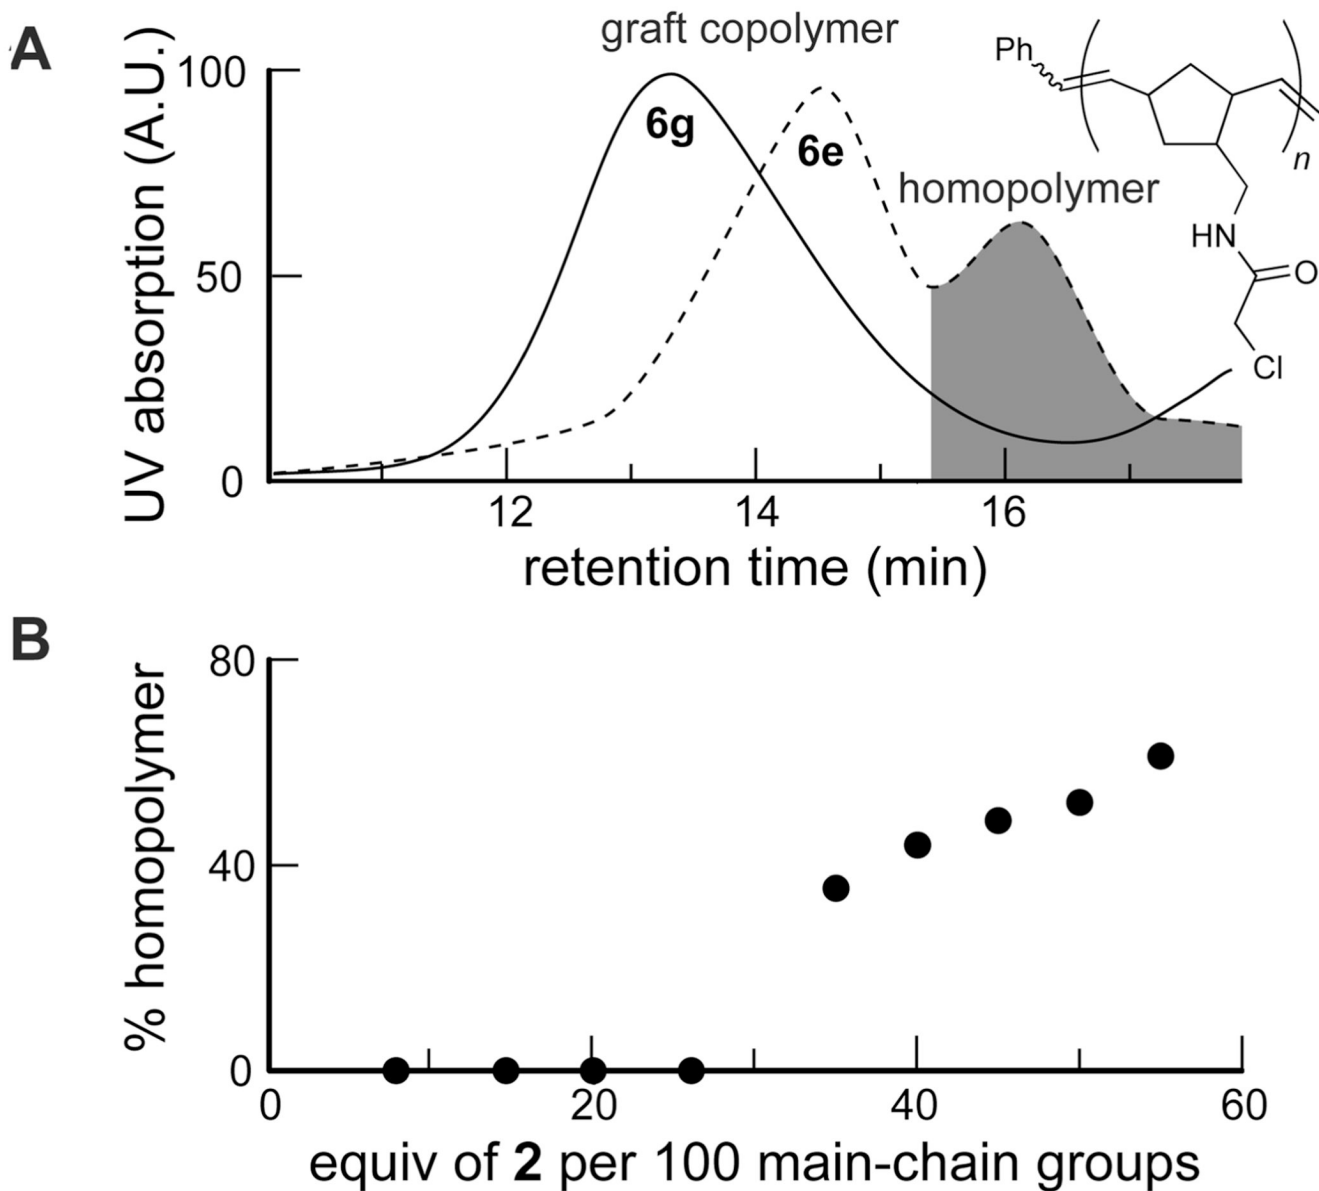 A
graft copolymer
Ph
UV absorption (A.U.)
100
6g
6e
n
homopolymer
HN
50
O
Cl
0
12
14
16
retention time (min)
B
% homopolymer
80
40
0
0
20
40
60
equiv of 2 per 100 main-chain groups